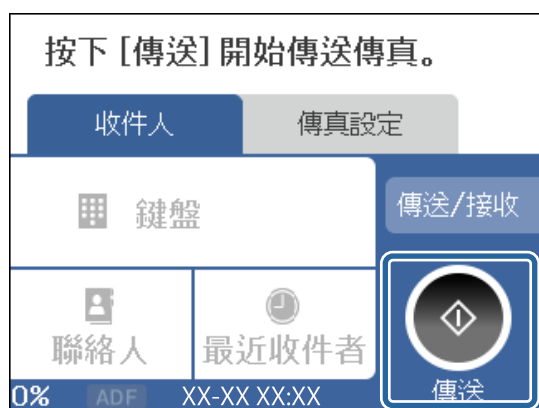 按下 [傳送] 開始傳送傳真。
收件人 傳真設定
鍵盤
傳送/接收
聯絡人 最近收件者
傳送
0% ADF XX-XX XX:XX